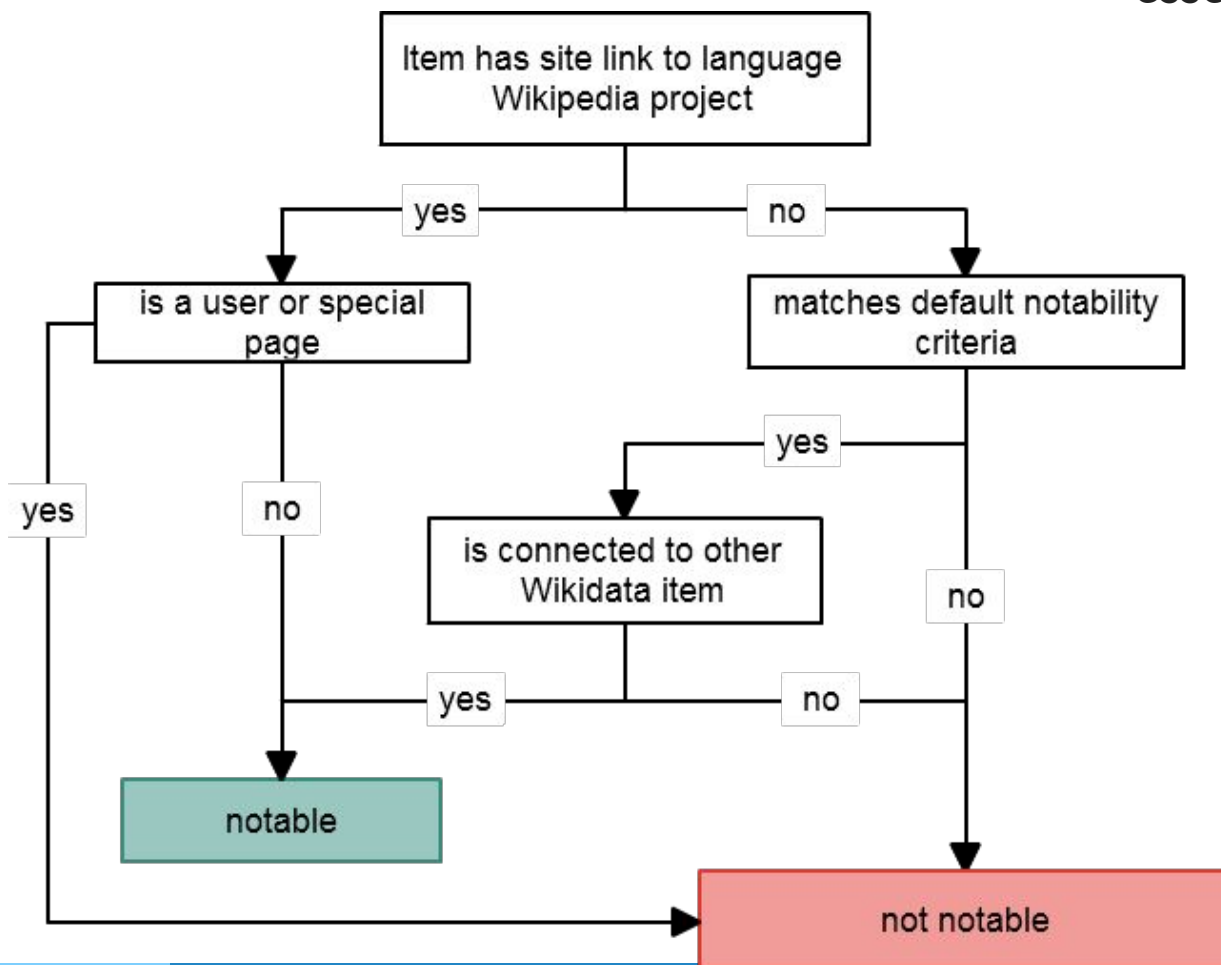 Item has site link to language
Wikipedia project
yes
no
is a user or special
page
matches default notability
criteria
yes
yes
no
is connected to other
Wikidata item
no
yes
no
notable
not notable